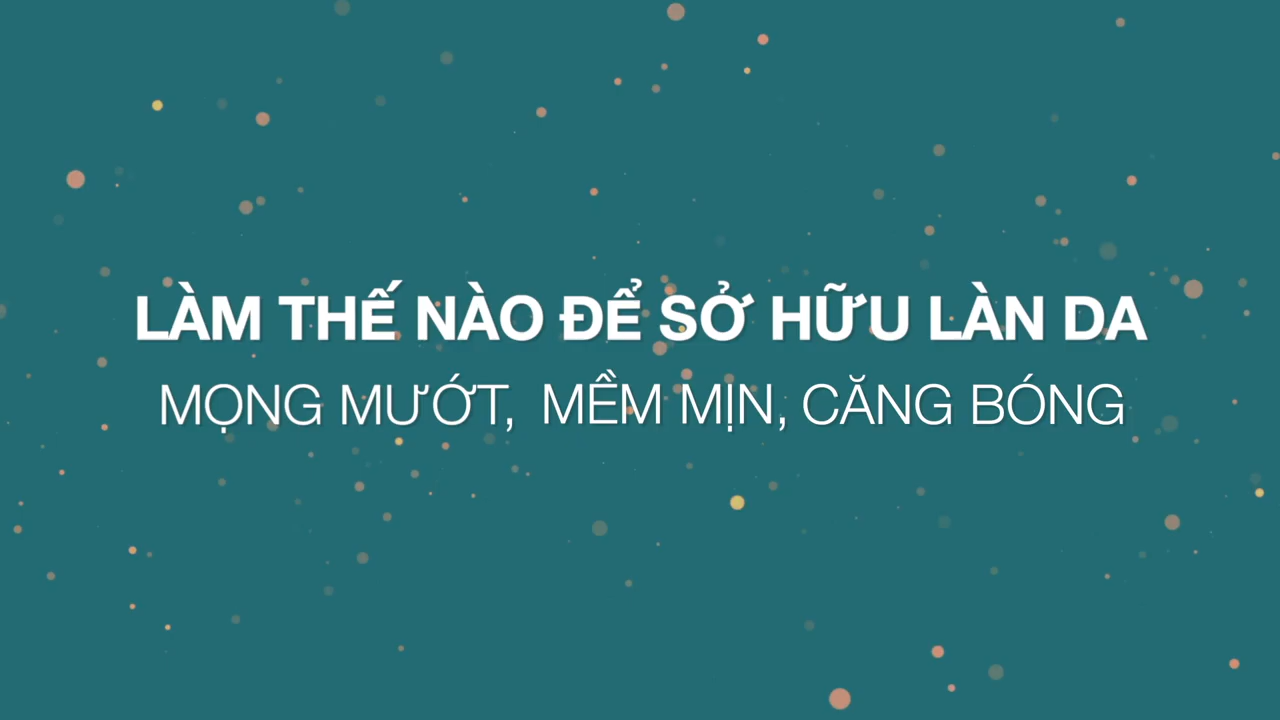 LÀM THẾ NÀO ĐỂ SỞ HỮU LÀN DA
MỌNG MƯỚT, MỀM MỊN, CĂNG BÓNG